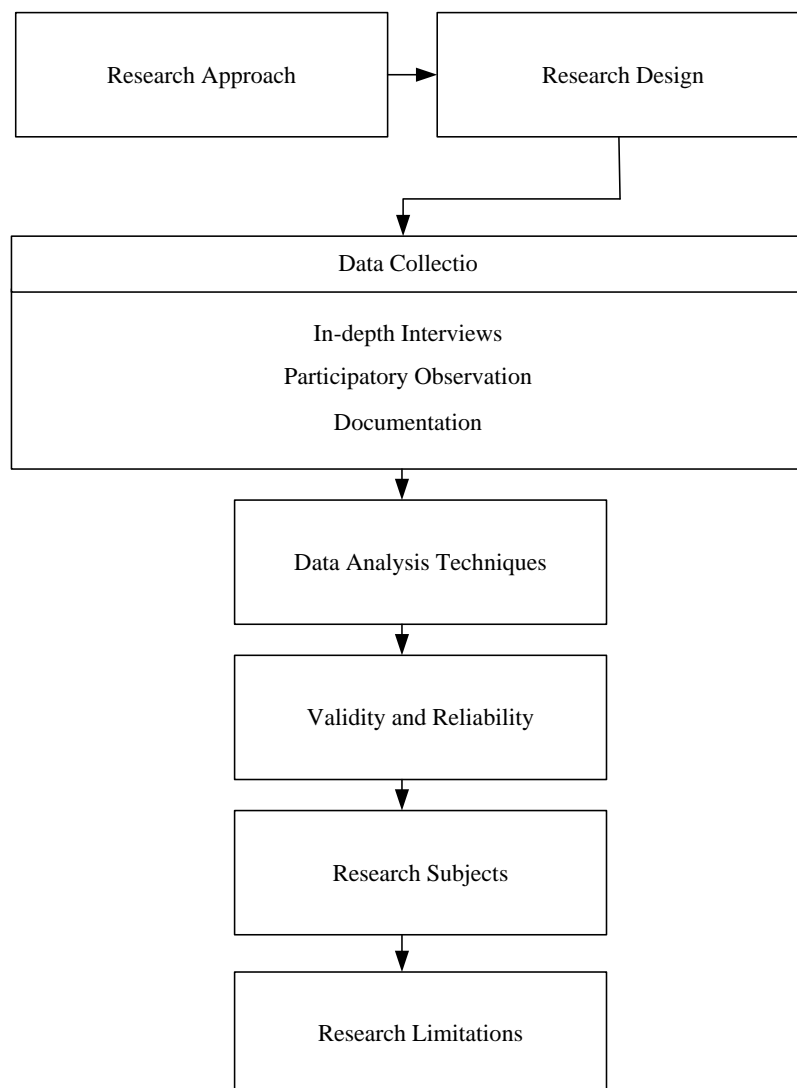 Research Approach
Research Design
Data Collectio
In-depth Interviews
Participatory Observation
Documentation
Data Analysis Techniques
Validity and Reliability
Research Subjects
Research Limitations